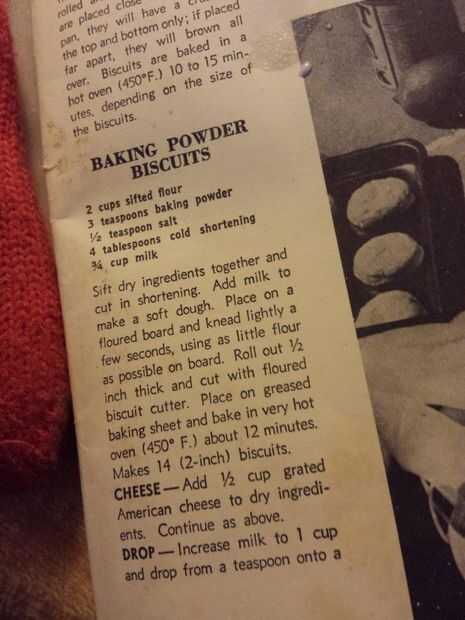 rolled
are placed close
pan, they will have a
the top and bottom only; if placed
far apart, they will brown all
over. Biscuits are baked in a
hot oven (450°F.) 10 to 15 min-
utes, depending on the size of
the biscuits.
BAKING POWDER
BISCUITS
2 cups sifted flour
3 teaspoons baking powder
½ teaspoon salt
4 tablespoons cold shortening
¾ cup milk
Sift dry ingredients together and
cut in shortening. Add milk to
make a soft dough. Place on a
floured board and knead lightly a
few seconds, using as little flour
as possible on board. Roll out ½
inch thick and cut with floured
biscuit cutter. Place on greased
baking sheet and bake in very hot
oven (450° F.) about 12 minutes.
Makes 14 (2-inch) biscuits.
CHEESE—Add ½ cup grated
American cheese to dry ingredi-
ents. Continue as above.
DROP—Increase milk to 1 cup
and drop from a teaspoon onto a